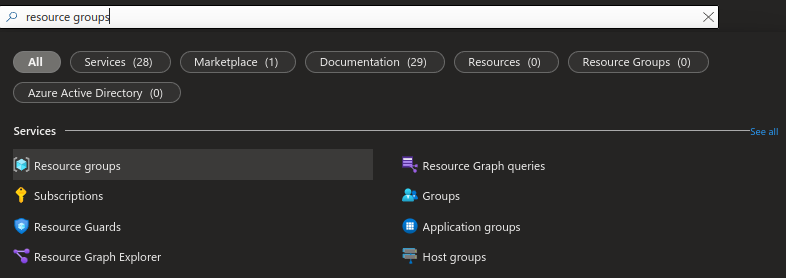 resource groups
All Services (28) Marketplace (1) Documentation (29) Resources (0) Resource Groups (0)
Azure Active Directory (0)
Services See all
Resource groups Resource Graph queries
Subscriptions Groups
Resource Guards Application groups
Resource Graph Explorer Host groups